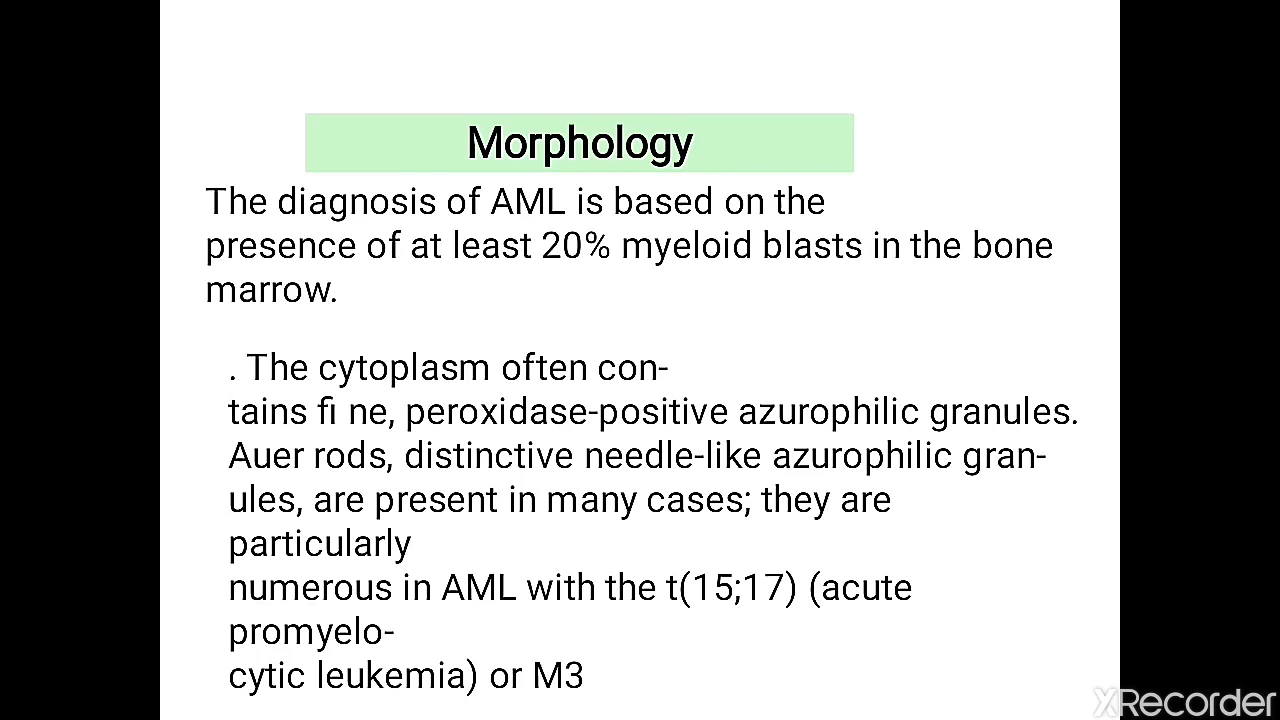 Morphology
The diagnosis of AML is based on the
presence of at least 20% myeloid blasts in the bone
marrow.
. The cytoplasm often con-
tains fi ne, peroxidase-positive azurophilic granules.
Auer rods, distinctive needle-like azurophilic gran-
ules, are present in many cases; they are
particularly
numerous in AML with the t(15;17) (acute
promyelo-
cytic leukemia) or M3
XRecorder